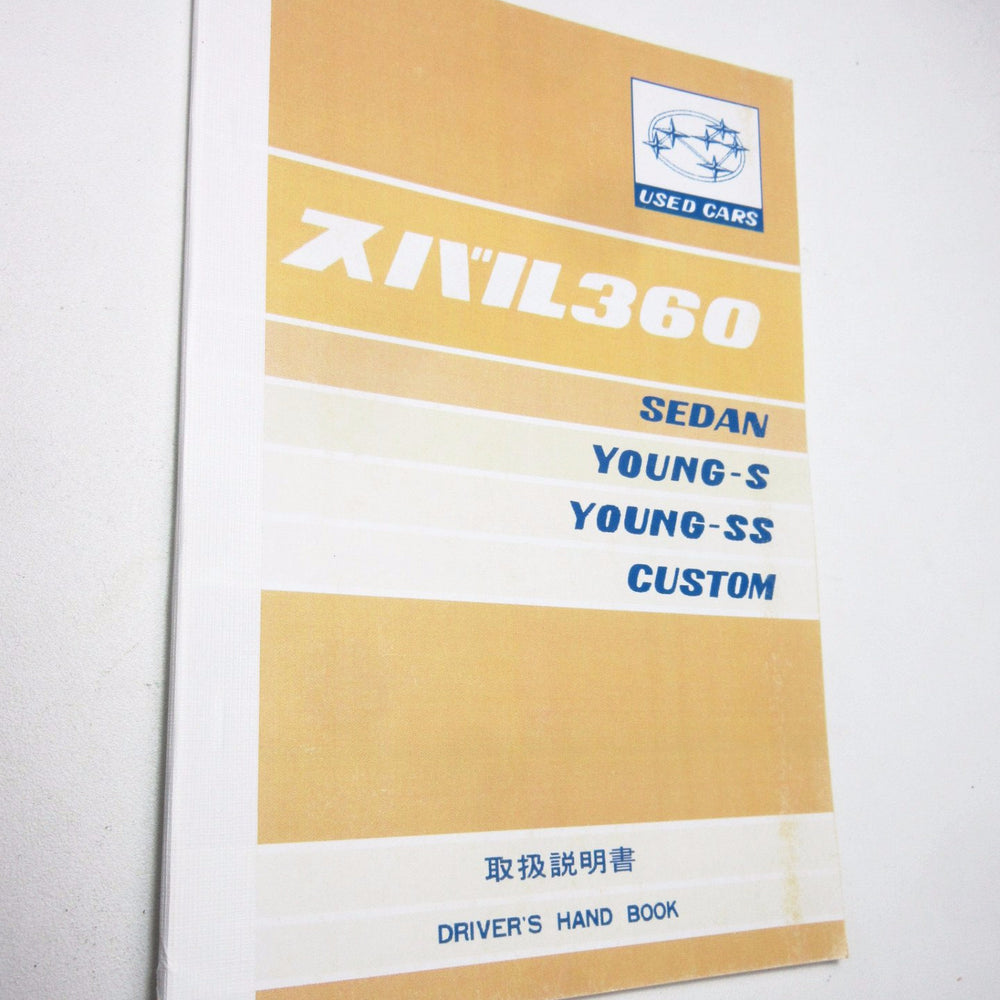 USED CARS
スバル360
SEDAN
YOUNG-S
YOUNG-SS
CUSTOM
取扱説明書
DRIVER'S HAND BOOK